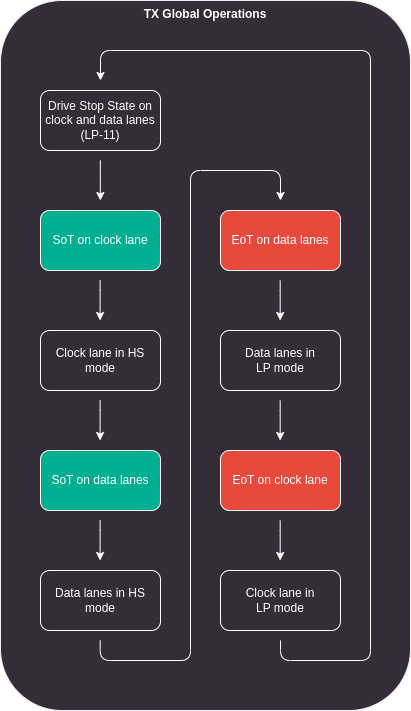 TX Global Operations
Drive Stop State on
clock and data lanes
(LP-11)
SoT on clock lane
Clock lane in HS
mode
SoT on data lanes
Data lanes in HS
mode
EoT on data lanes
Data lanes in
LP mode
EoT on clock lane
Clock lane in
LP mode